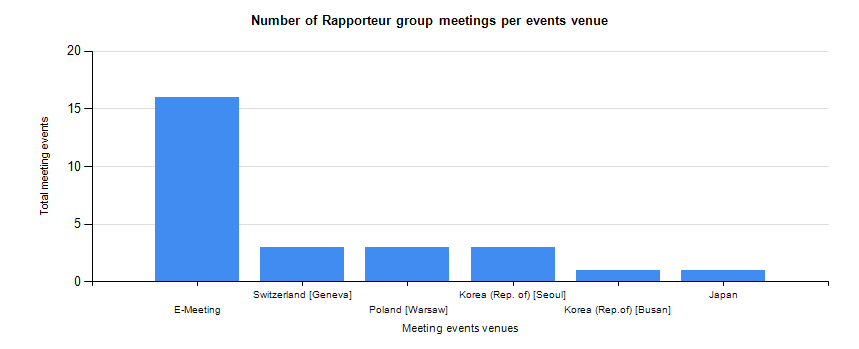 Number of Rapporteur group meetings per events venue
20
15
10
5
0
Total meeting events
Switzerland [Geneva]
Korea (Rep. of) [Seoul]
Japan
E-Meeting
Poland [Warsaw]
Korea (Rep.of) [Busan]
Meeting events venues